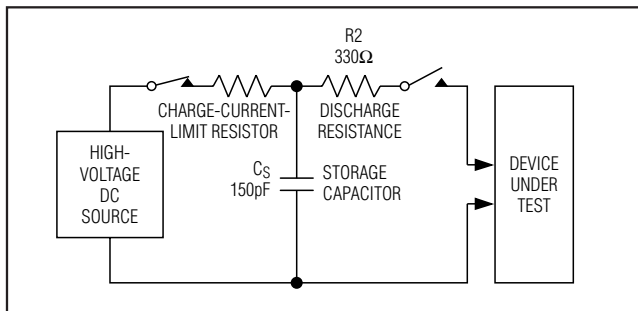 R2
330Ω
CHARGE-CURRENT-
LIMIT RESISTOR
DISCHARGE
RESISTANCE
HIGH-
VOLTAGE
DC
SOURCE
CS
150pF
STORAGE
CAPACITOR
DEVICE
UNDER
TEST